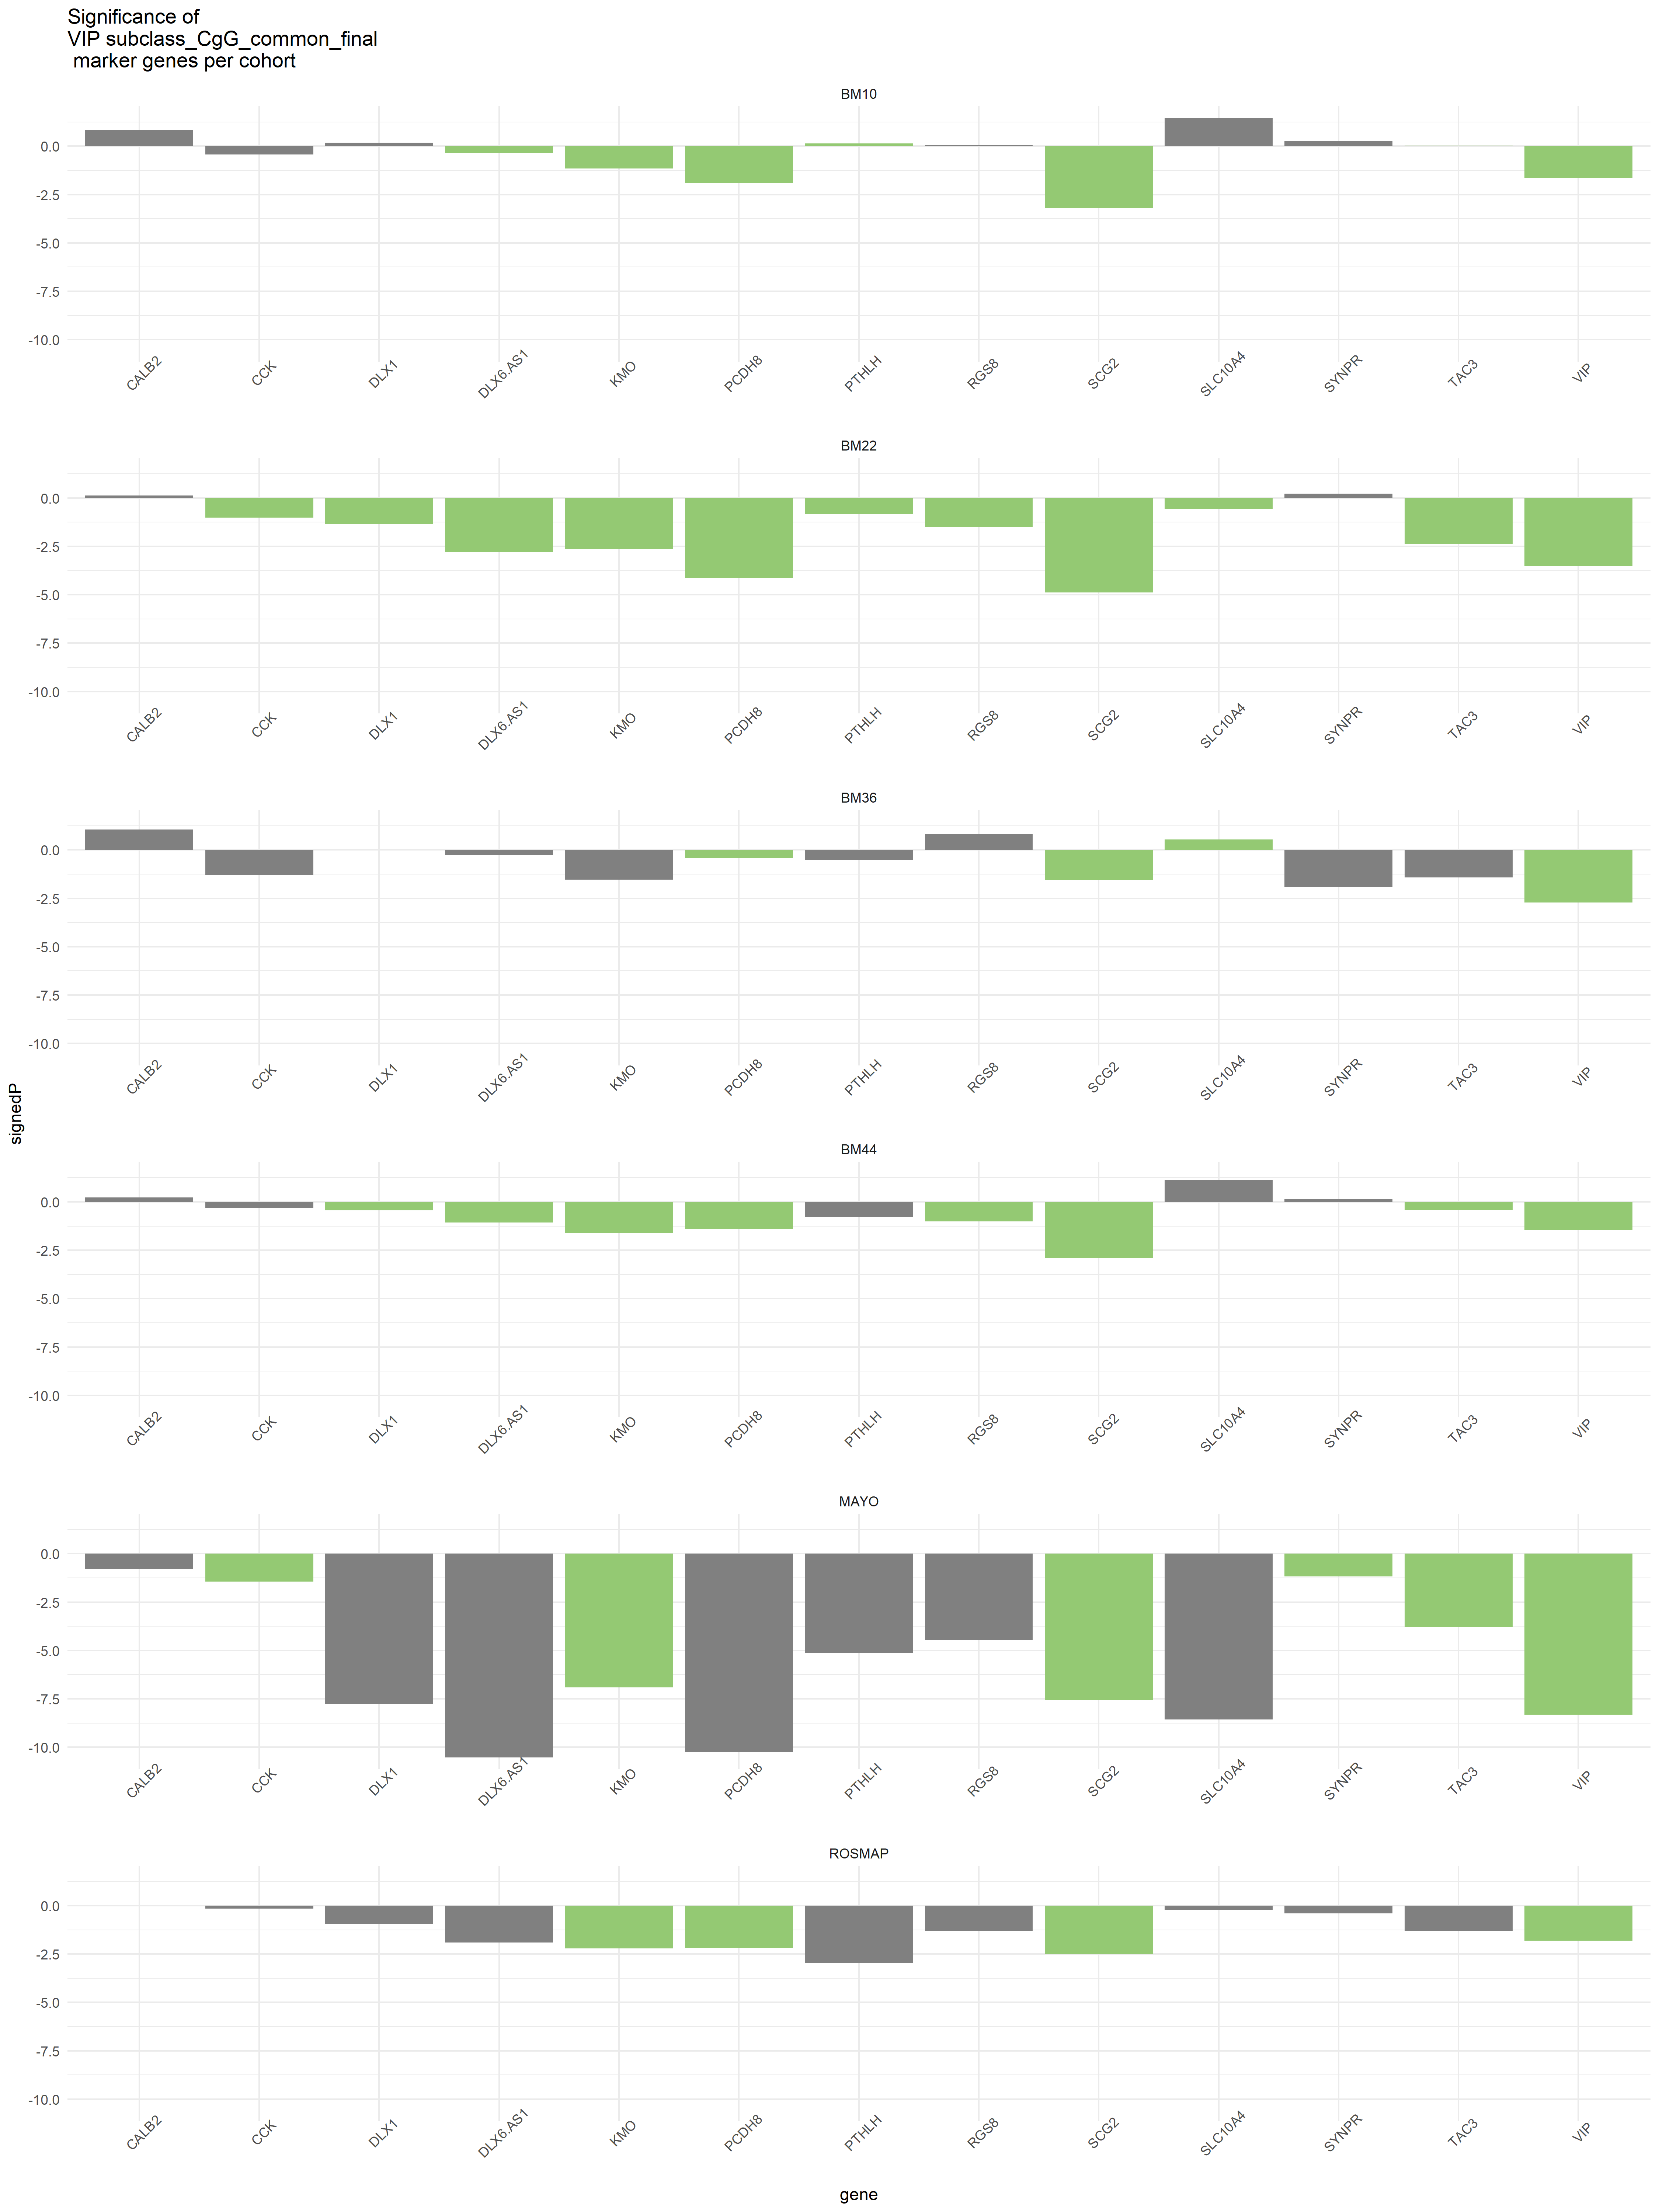 Significance of
VIP subclass_CgG_common_final
marker genes per cohort
BM10
0.0
-2.5
-5.0
-7.5
-10.0
CALB2 CCK DLX1 DLX6.AS1 KMO PCDH8 PTHLH RGS8 SCG2 SLC10A4 SYNPR TAC3 VIP
BM22
0.0
-2.5
-5.0
-7.5
-10.0
CALB2 CCK DLX1 DLX6.AS1 KMO PCDH8 PTHLH RGS8 SCG2 SLC10A4 SYNPR TAC3 VIP
BM36
0.0
-2.5
-5.0
-7.5
-10.0
CALB2 CCK DLX1 DLX6.AS1 KMO PCDH8 PTHLH RGS8 SCG2 SLC10A4 SYNPR TAC3 VIP
signedP
BM44
0.0
-2.5
-5.0
-7.5
-10.0
CALB2 CCK DLX1 DLX6.AS1 KMO PCDH8 PTHLH RGS8 SCG2 SLC10A4 SYNPR TAC3 VIP
MAYO
0.0
-2.5
-5.0
-7.5
-10.0
CALB2 CCK DLX1 DLX6.AS1 KMO PCDH8 PTHLH RGS8 SCG2 SLC10A4 SYNPR TAC3 VIP
ROSMAP
0.0
-2.5
-5.0
-7.5
-10.0
CALB2 CCK DLX1 DLX6.AS1 KMO PCDH8 PTHLH RGS8 SCG2 SLC10A4 SYNPR TAC3 VIP
gene